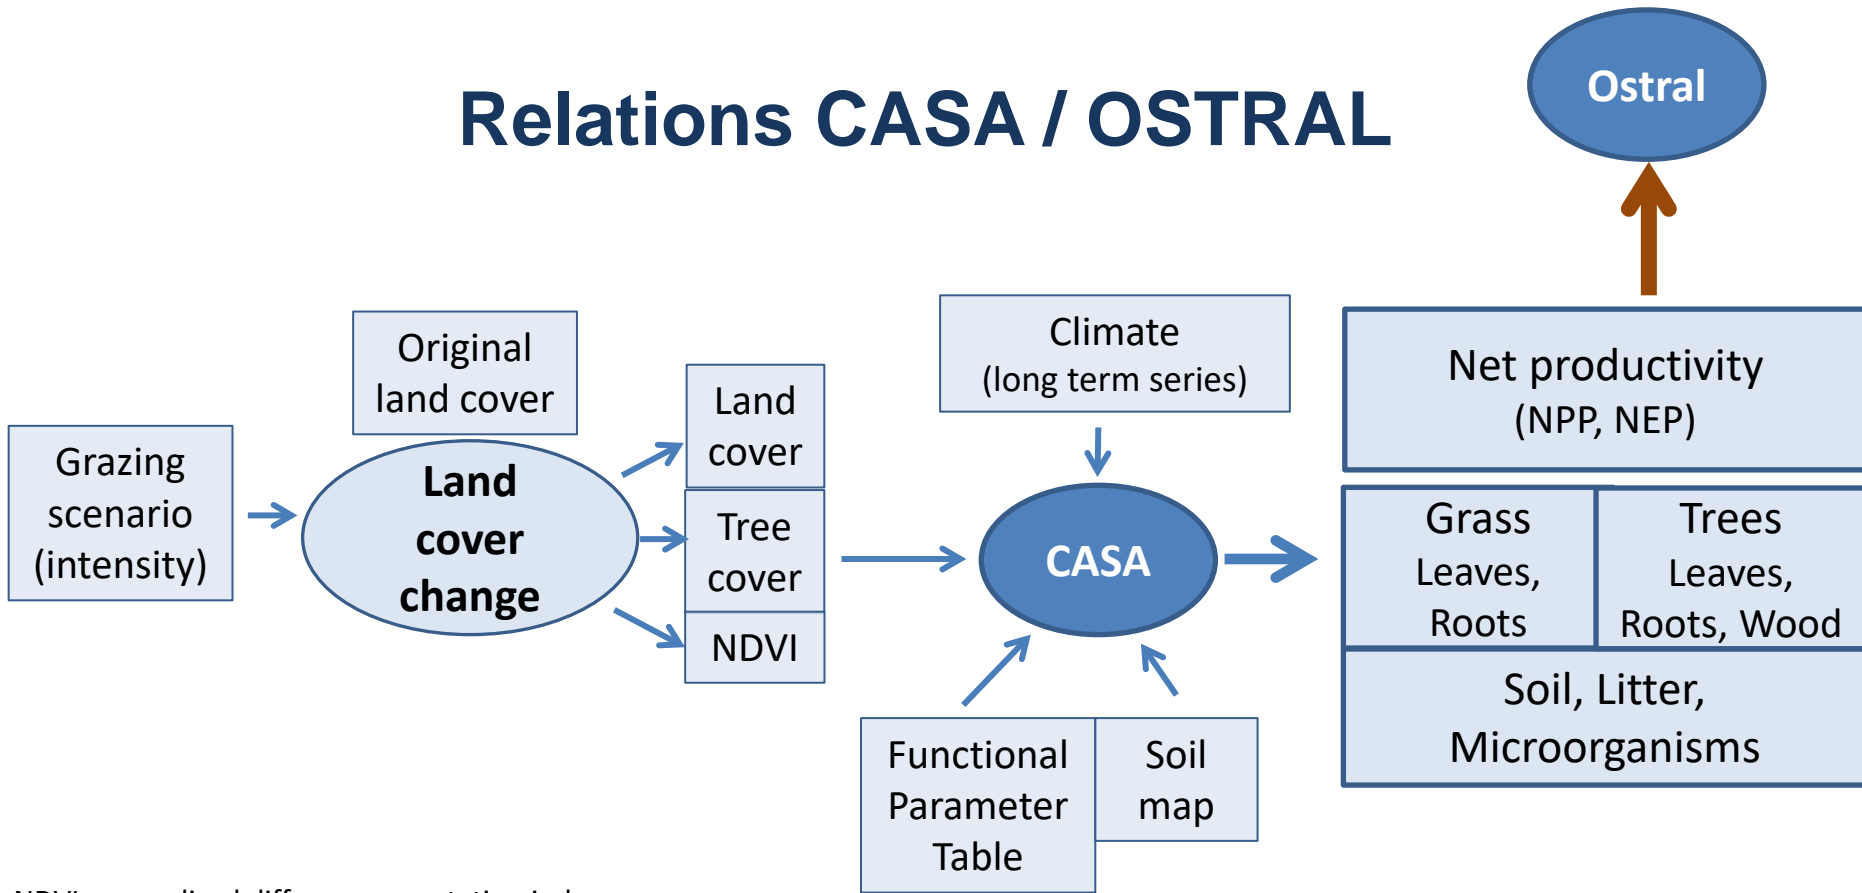 Relations CASA / OSTRAL
Ostral
Grazing
scenario
(intensity)
Original
land cover
Land
cover
change
Land
cover
Tree
cover
NDVI
Climate
(long term series)
CASA
Functional
Parameter
Table
Soil
map
Net productivity
(NPP, NEP)
Grass
Leaves,
Roots
Trees
Leaves,
Roots, Wood
Soil, Litter,
Microorganisms